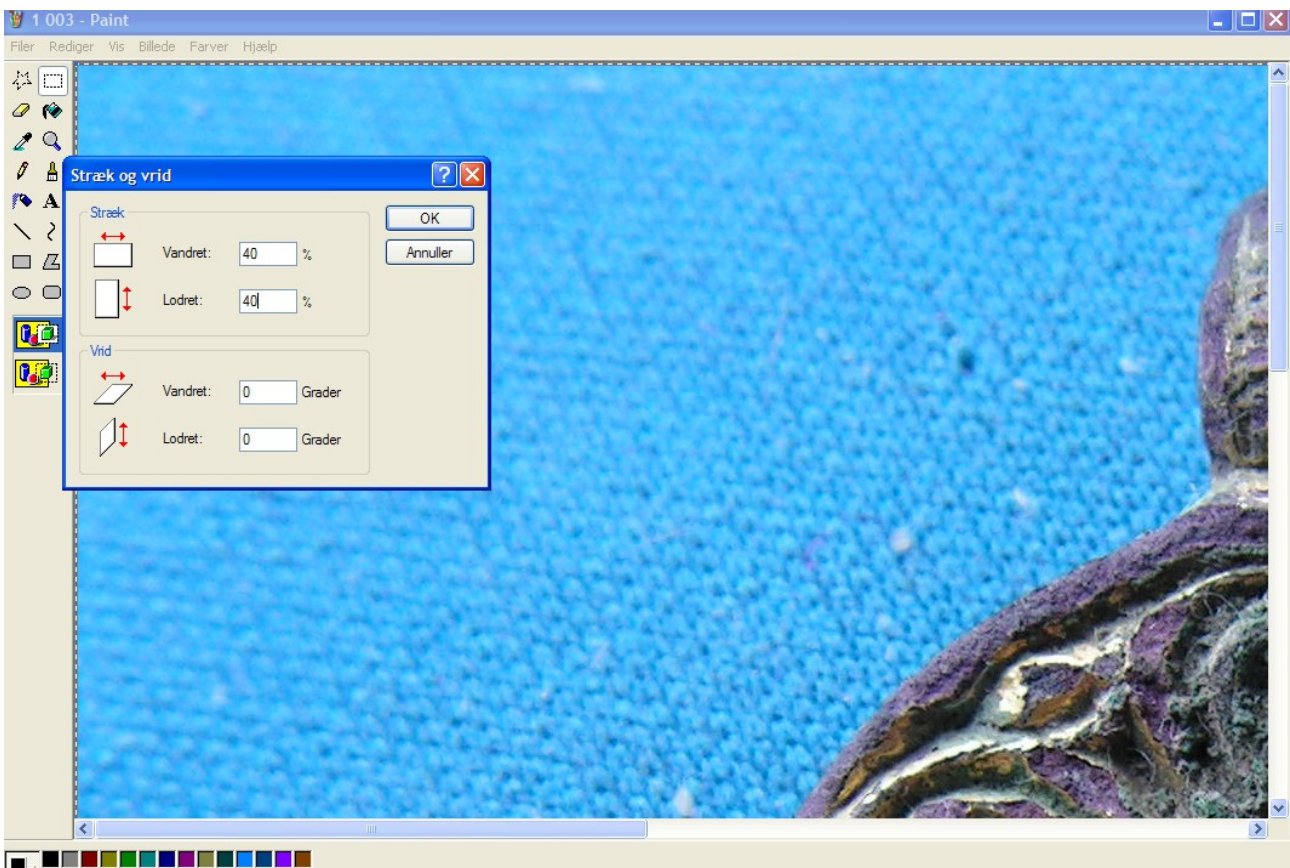 1 003 - Paint
Filer Rediger Vis Billede Farver Hjælp
A
Stræk og vrid
Stræk
Vandret: 40 %
Lodret: 40 %
OK
Annuller
Vrid
Vandret: 0 Grader
Lodret: 0 Grader